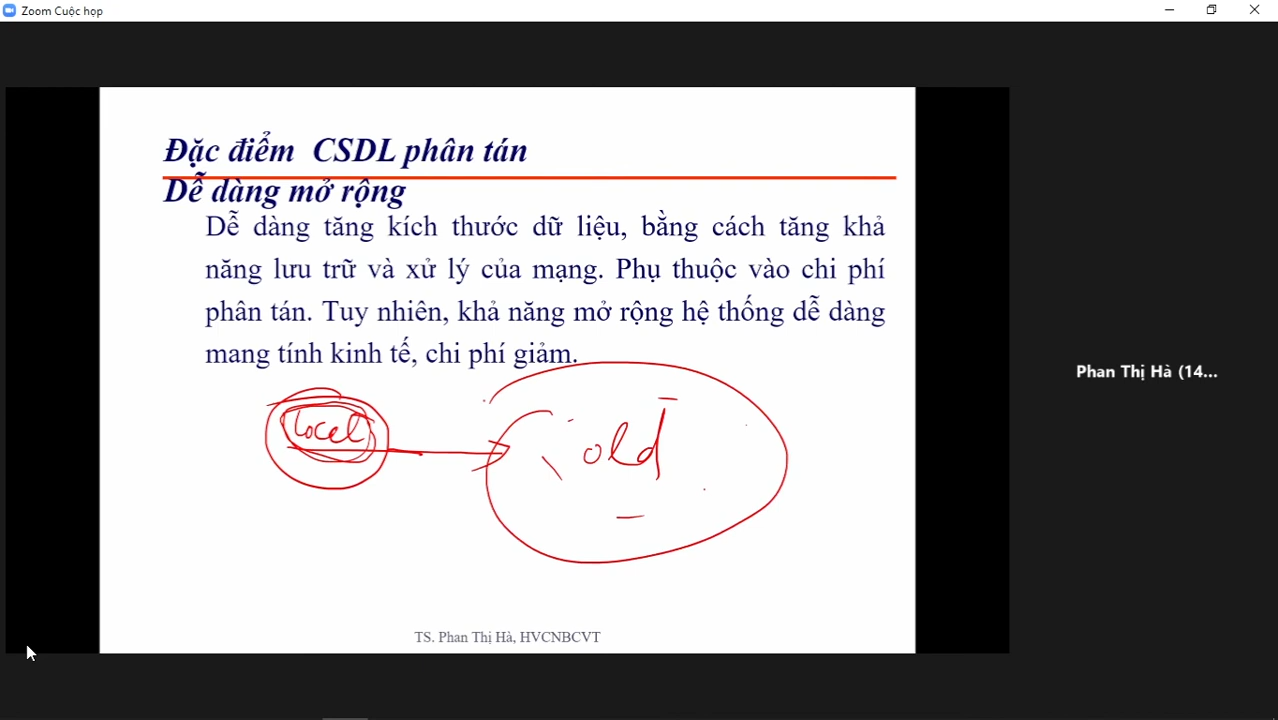 Zoom Cuộc họp
Đặc điểm CSDL phân tán
Dễ dàng mở rộng
Dễ dàng tăng kích thước dữ liệu, bằng cách tăng khả
năng lưu trữ và xử lý của mạng. Phụ thuộc vào chi phí
phân tán. Tuy nhiên, khả năng mở rộng hệ thống dễ dàng
mang tính kinh tế, chi phí giảm.
Phan Thị Hà (14...
local
old
TS. Phan Thị Hà, HVCNBCVT